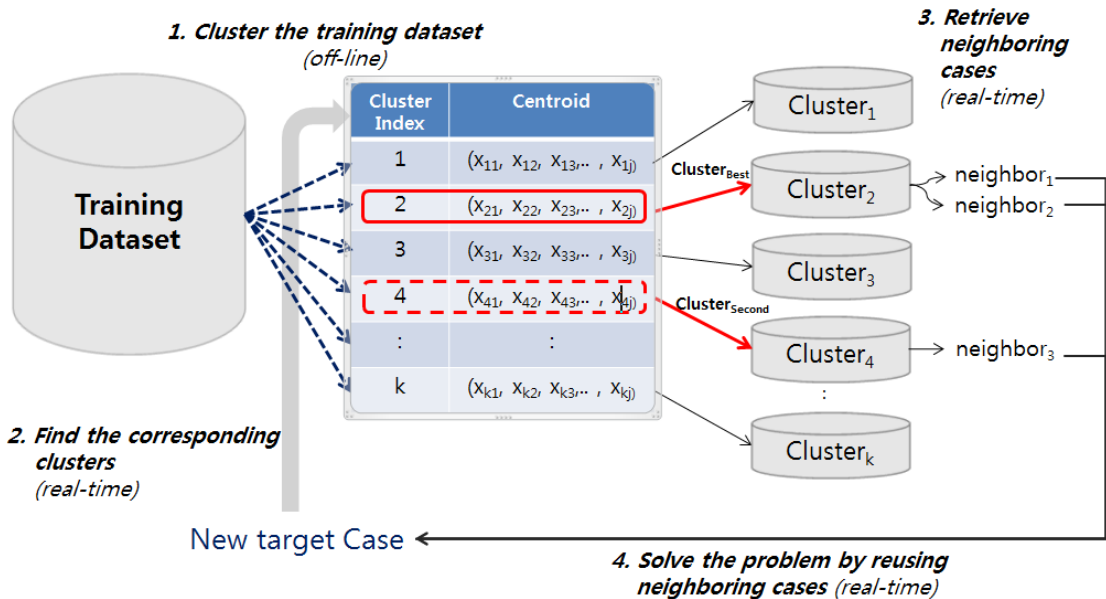 1. Cluster the training dataset
(off-line)
3. Retrieve
neighboring
cases
(real-time)
Training
Dataset
Cluster
Index
Centroid
1
(x11, x12, x13,.. , x1j)
2
(x21, x22, x23,.. , x2j)
3
(x31, x32, x33,.. , x3j)
4
(x41, x42, x43,.. , x4j)
:
:
k
(xk1, xk2, xk3,.. , xkj)
ClusterBest
ClusterSecond
Cluster1
Cluster2
Cluster3
Cluster4
:
Clusterk
neighbor1
neighbor2
neighbor3
2. Find the corresponding
clusters
(real-time)
New target Case
4. Solve the problem by reusing
neighboring cases (real-time)